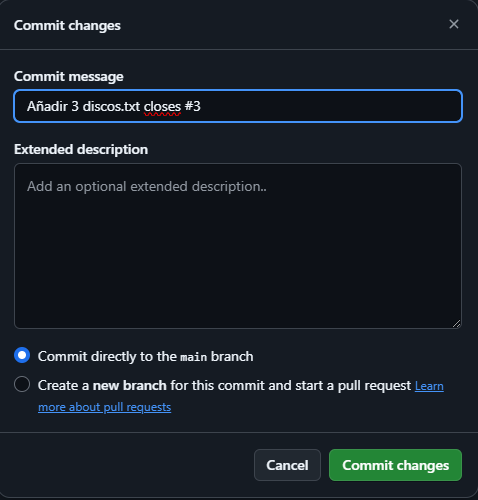 Commit changes
Commit message
Añadir 3 discos.txt closes #3
Extended description
Add an optional extended description..
Commit directly to the main branch
Create a new branch for this commit and start a pull request Learn
more about pull requests
Cancel
Commit changes